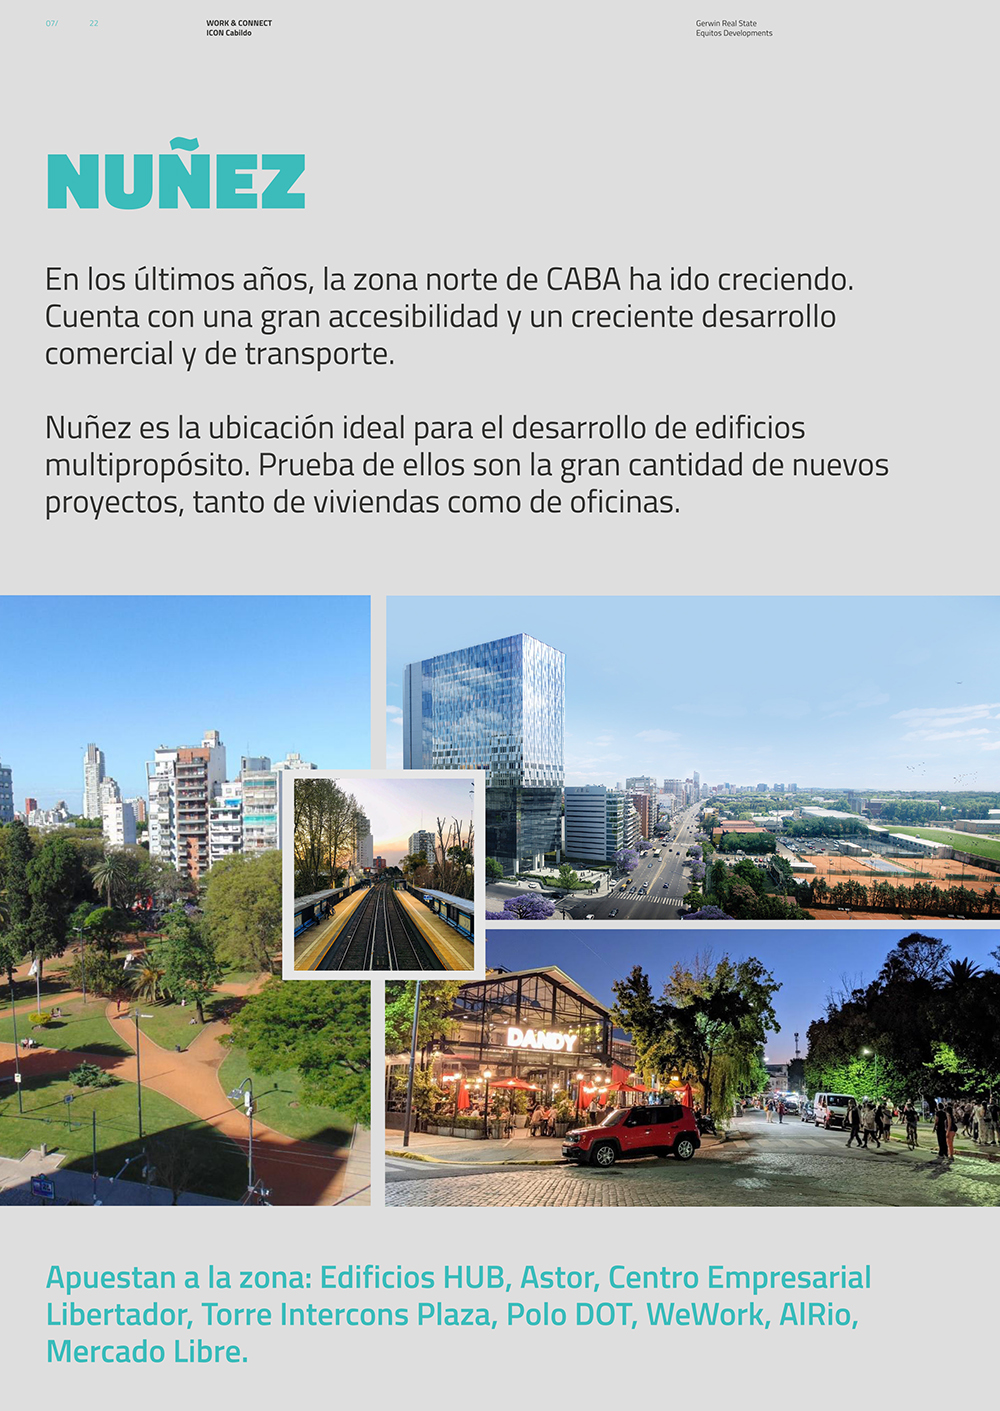 07/ 22
WORK & CONNECT
ICON Cabildo
Gerwin Real State
Equitos Developments
NUÑEZ
En los últimos años, la zona norte de CABA ha ido creciendo.
Cuenta con una gran accesibilidad y un creciente desarrollo
comercial y de transporte.
Nuñez es la ubicación ideal para el desarrollo de edificios
multipropósito. Prueba de ellos son la gran cantidad de nuevos
proyectos, tanto de viviendas como de oficinas.
DANDY
Apuestan a la zona: Edificios HUB, Astor, Centro Empresarial
Libertador, Torre Intercons Plaza, Polo DOT, WeWork, AlRio,
Mercado Libre.